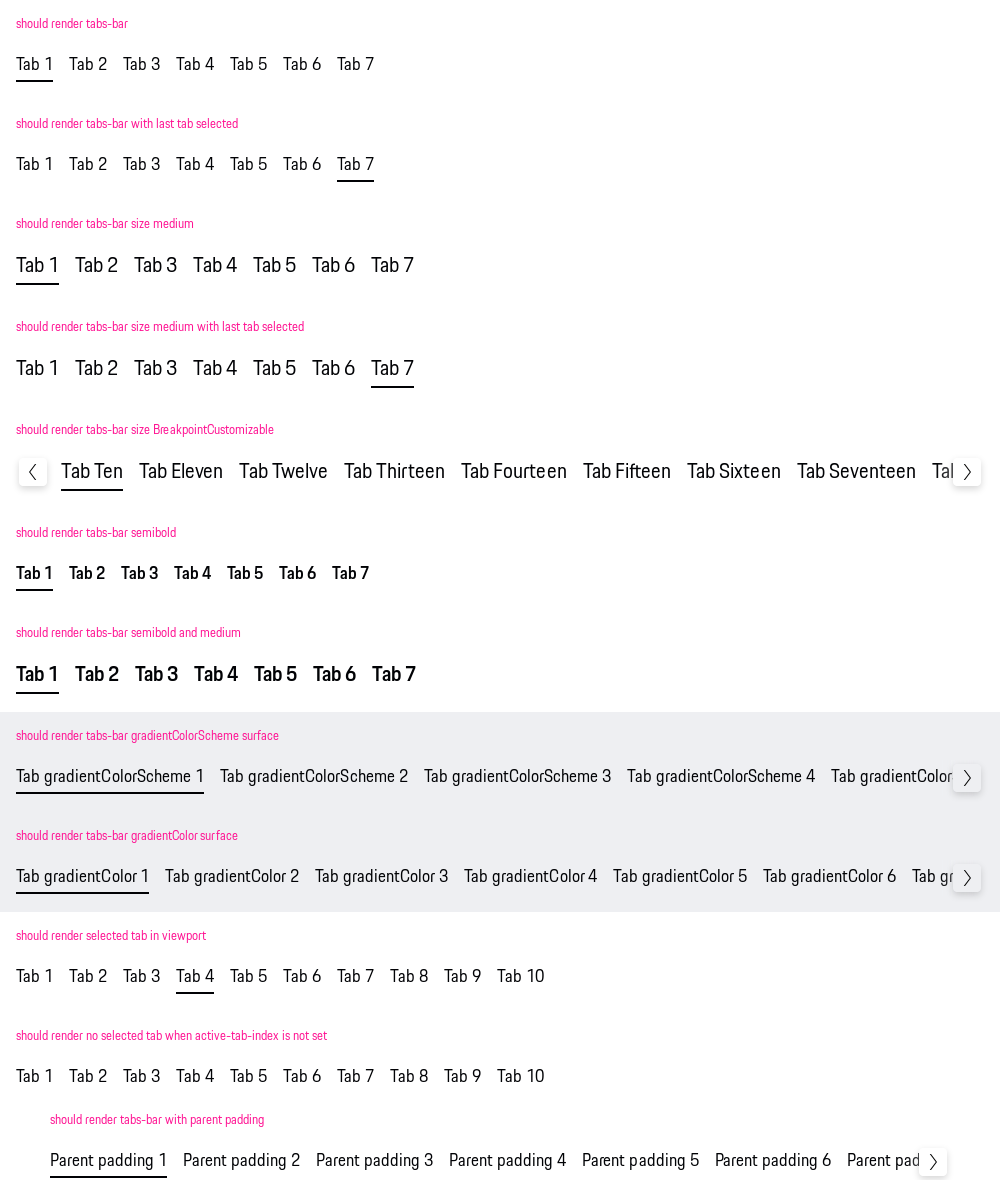 should render tabs-bar
Tab 1 Tab 2 Tab 3 Tab 4 Tab 5 Tab 6 Tab 7
should render tabs-bar with last tab selected
Tab 1 Tab 2 Tab 3 Tab 4 Tab 5 Tab 6 Tab 7
should render tabs-bar size medium
Tab 1 Tab 2 Tab 3 Tab 4 Tab 5 Tab 6 Tab 7
should render tabs-bar size medium with last tab selected
Tab 1 Tab 2 Tab 3 Tab 4 Tab 5 Tab 6 Tab 7
should render tabs-bar size BreakpointCustomizable
Tab Ten Tab Eleven Tab Twelve Tab Thirteen Tab Fourteen Tab Fifteen Tab Sixteen Tab Seventeen Tab
should render tabs-bar semibold
Tab 1 Tab 2 Tab 3 Tab 4 Tab 5 Tab 6 Tab 7
should render tabs-bar semibold and medium
Tab 1 Tab 2 Tab 3 Tab 4 Tab 5 Tab 6 Tab 7
should render tabs-bar gradientColorScheme surface
Tab gradientColorScheme 1 Tab gradientColorScheme 2 Tab gradientColorScheme 3 Tab gradientColorScheme 4 Tab gradientColor
should render tabs-bar gradientColor surface
Tab gradientColor 1 Tab gradientColor 2 Tab gradientColor 3 Tab gradientColor 4 Tab gradientColor 5 Tab gradientColor 6 Tab gr
should render selected tab in viewport
Tab 1 Tab 2 Tab 3 Tab 4 Tab 5 Tab 6 Tab 7 Tab 8 Tab 9 Tab 10
should render no selected tab when active-tab-index is not set
Tab 1 Tab 2 Tab 3 Tab 4 Tab 5 Tab 6 Tab 7 Tab 8 Tab 9 Tab 10
should render tabs-bar with parent padding
Parent padding 1 Parent padding 2 Parent padding 3 Parent padding 4 Parent padding 5 Parent padding 6 Parent pad